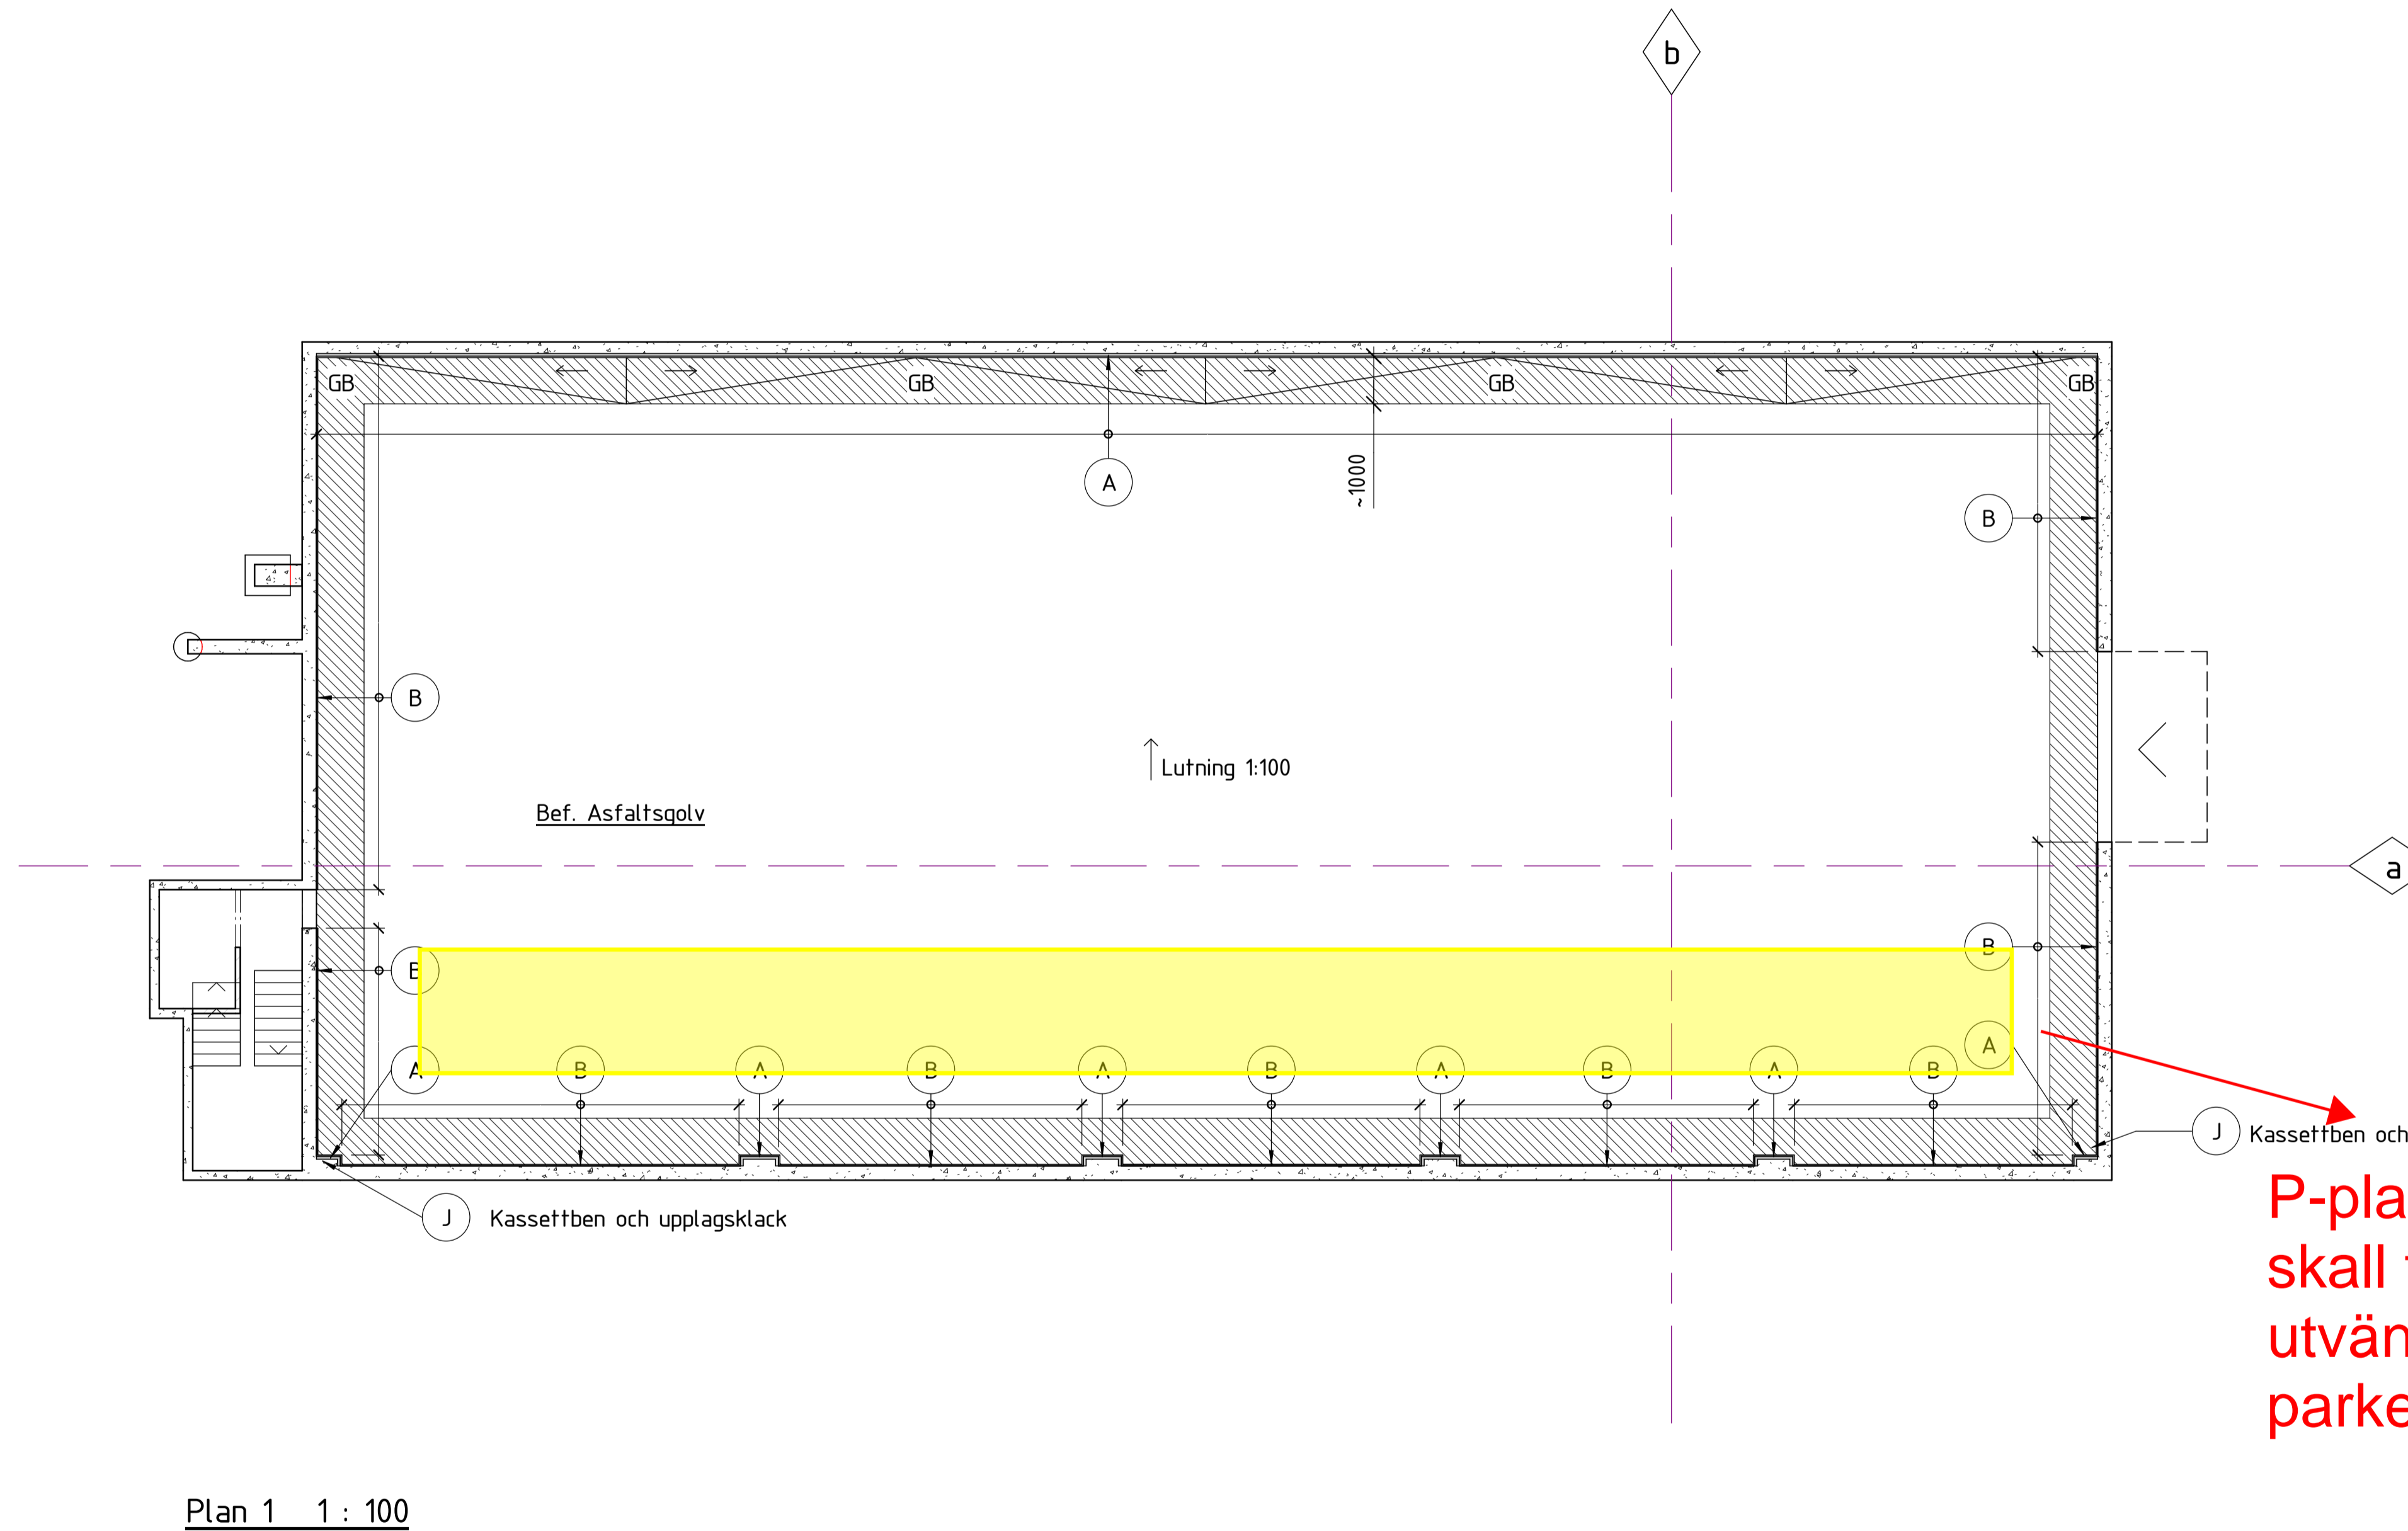 b
GB GB GB GB
A
~1000
B
B
Lutning 1:100
Bef. Asfaltsgolv
a
B
B
A
A B A B A B A B A B
J Kassettben och
J Kassettben och upplagsklack
P-pla
skall
utvän
parke
Plan 1 1 : 100